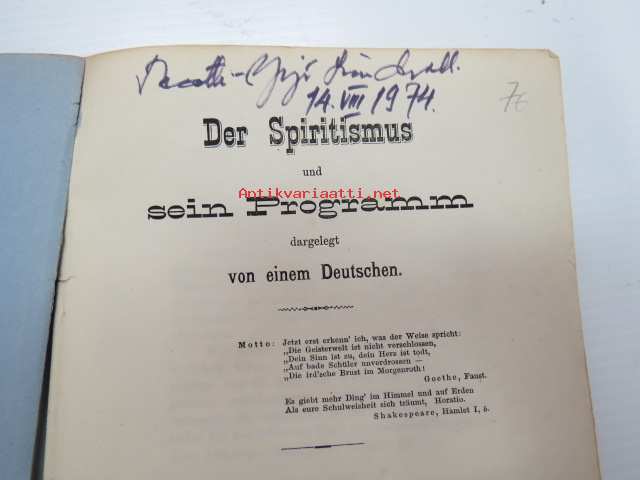 14. VIII 1974.
Der Spiritismus
und
Antikvariaatti.net
sein Programm
dargelegt
von einem Deutschen.
Motto: Jetzt erst erkenn' ich, was der Weise spricht:
„Die Geisterwelt ist nicht verschlossen,
„Dein Sinn ist zu, dein Herz ist todt,
„Auf bade Schüler unverdrossen —
„Die ird'sche Brust im Morgenroth!
Goethe, Faust.
Es giebt mehr Ding' im Himmel und auf Erden
Als eure Schulweisheit sich träumt, Horatio.
Shakespeare, Hamlet I, 5.